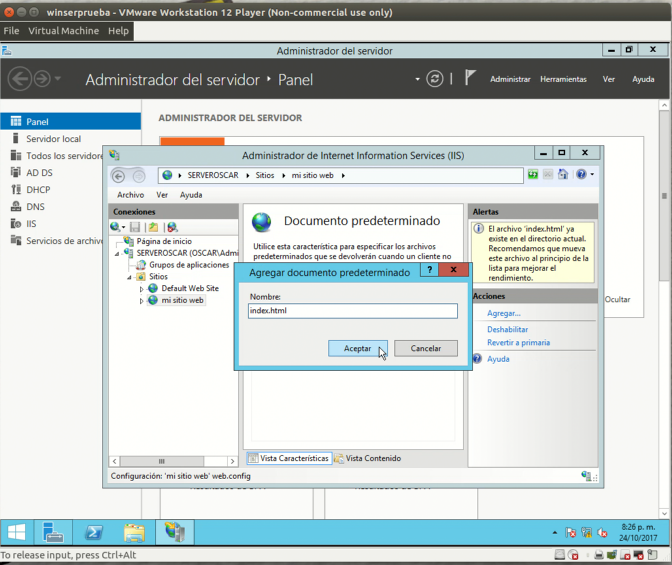 winserprueba - VMware Workstation 12 Player (Non-commercial use only)
File Virtual Machine Help
Administrador del servidor
Administrador del servidor Panel
Administrar Herramientas Ver Ayuda
Panel
Servidor local
Todos los servidore
AD DS
DHCP
DNS
IIS
Servicios de archivo
ADMINISTRADOR DEL SERVIDOR
Administrador de Internet Information Services (IIS)
SERVEROSCAR Sitios mi sitio web
Archivo Ver Ayuda
Conexiones
Página de inicio
SERVEROSCAR (OSCAR\Admi
Grupos de aplicaciones
Sitios
Default Web Site
mi sitio web
Documento predeterminado
Utilice esta característica para especificar los archivos
predeterminados que se devolverán cuando un cliente no
Alertas
El archivo 'index.html' ya
existe en el directorio actual.
Recomendamos que mueva
este archivo al principio de la
lista para mejorar el
rendimiento.
Acciones
Agregar...
Deshabilitar
Revertir a primaria
Ayuda
Ocultar
Agregar documento predeterminado
?
Nombre:
index.html
Aceptar
Cancelar
Vista Características Vista Contenido
Configuración: 'mi sitio web' web.config
8:26 p. m.
24/10/2017
To release input, press Ctrl+Alt